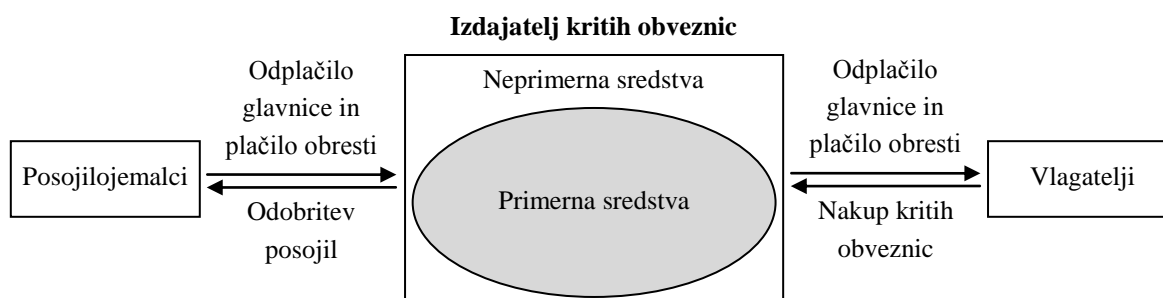 Izdajatelj kritih obveznic
Odplačilo
glavnice in
plačilo obresti
Neprimerna sredstva
Odplačilo
glavnice in
plačilo obresti
Posojilojemalci
Primerna sredstva
Vlagatelji
Odobritev
posojil
Nakup kritih
obveznic